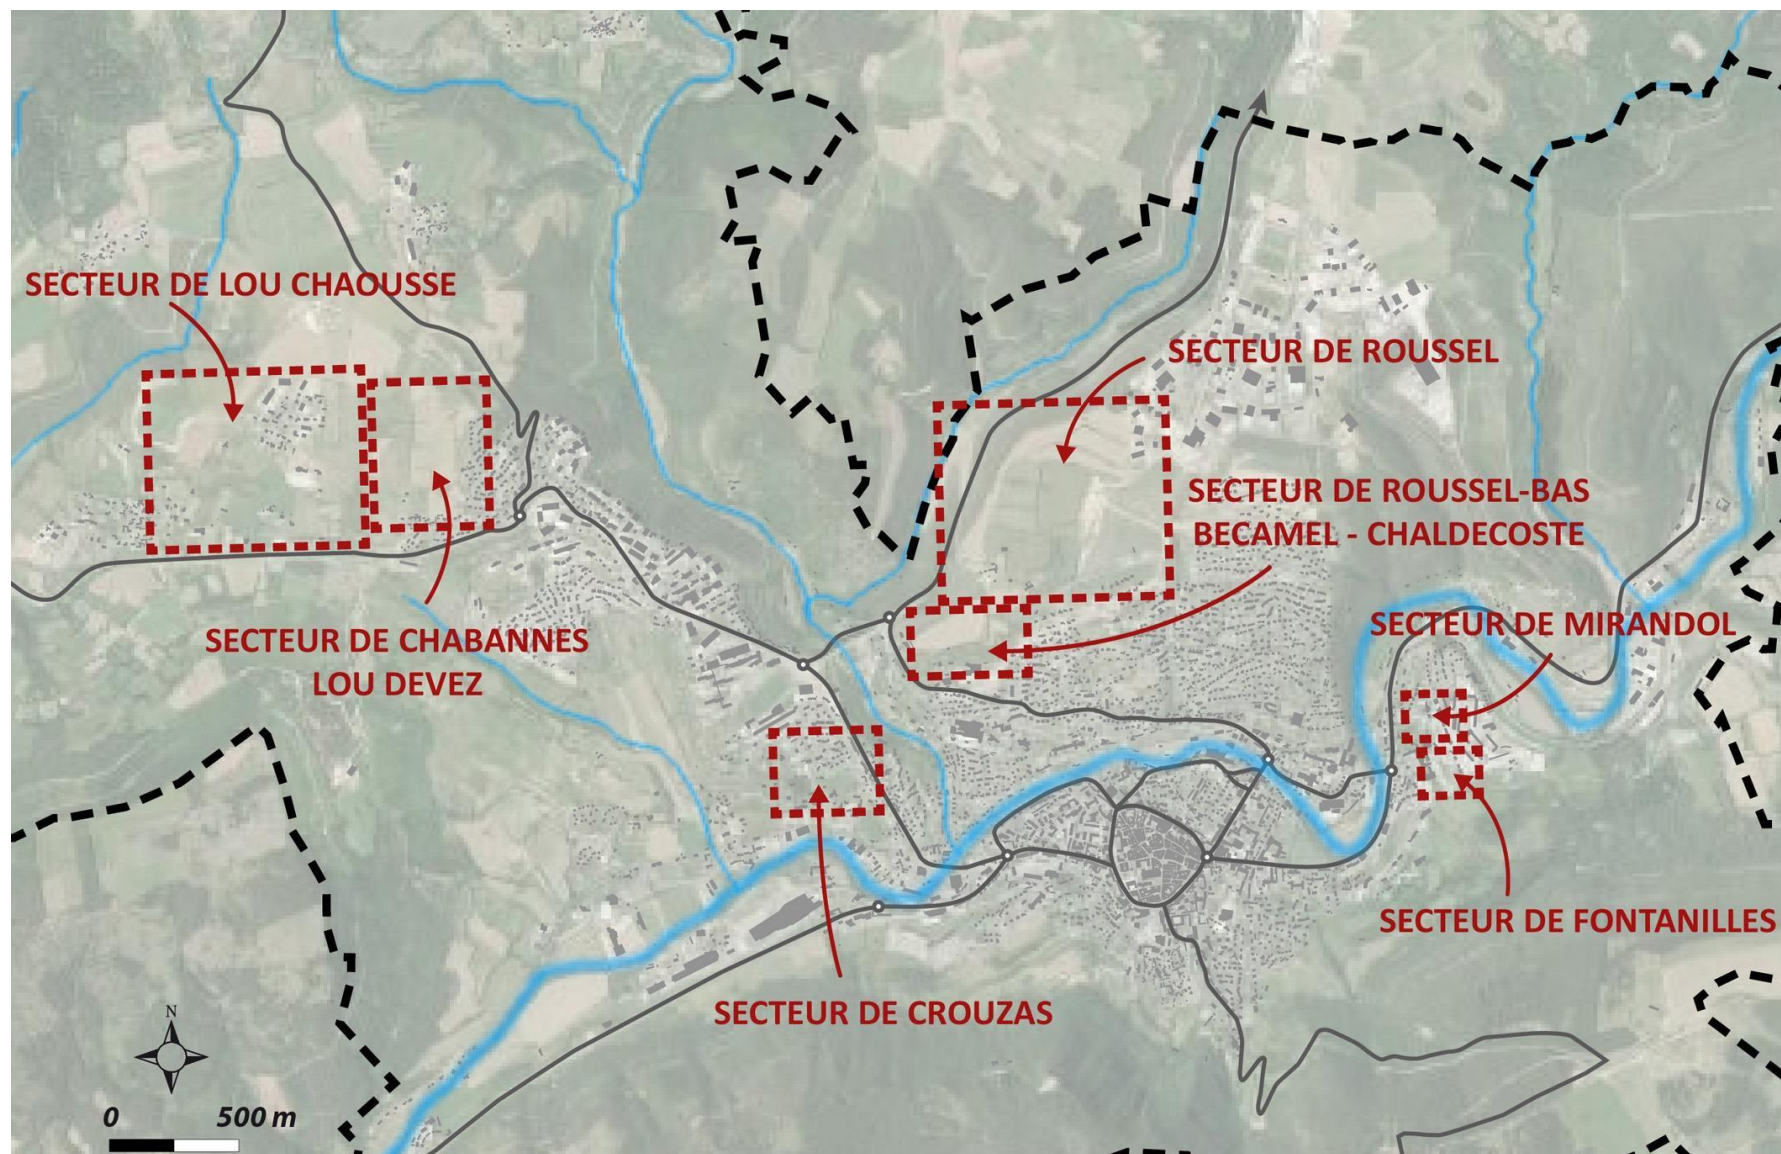 SECTEUR DE LOU CHAOUSSE
SECTEUR DE ROUSSEL
SECTEUR DE ROUSSEL-BAS
BECAMEL - CHALDECOSTE
SECTEUR DE MIRANDOL
SECTEUR DE CHABANNES
LOU DEVEZ
SECTEUR DE FONTANILLES
SECTEUR DE CROUZAS
N
0 500 m